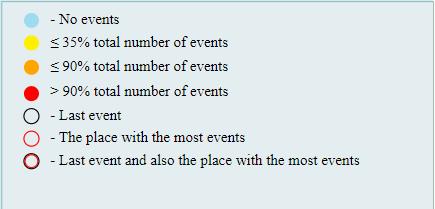 - No events
≤ 35% total number of events
≤ 90% total number of events
> 90% total number of events
- Last event
- The place with the most events
- Last event and also the place with the most events